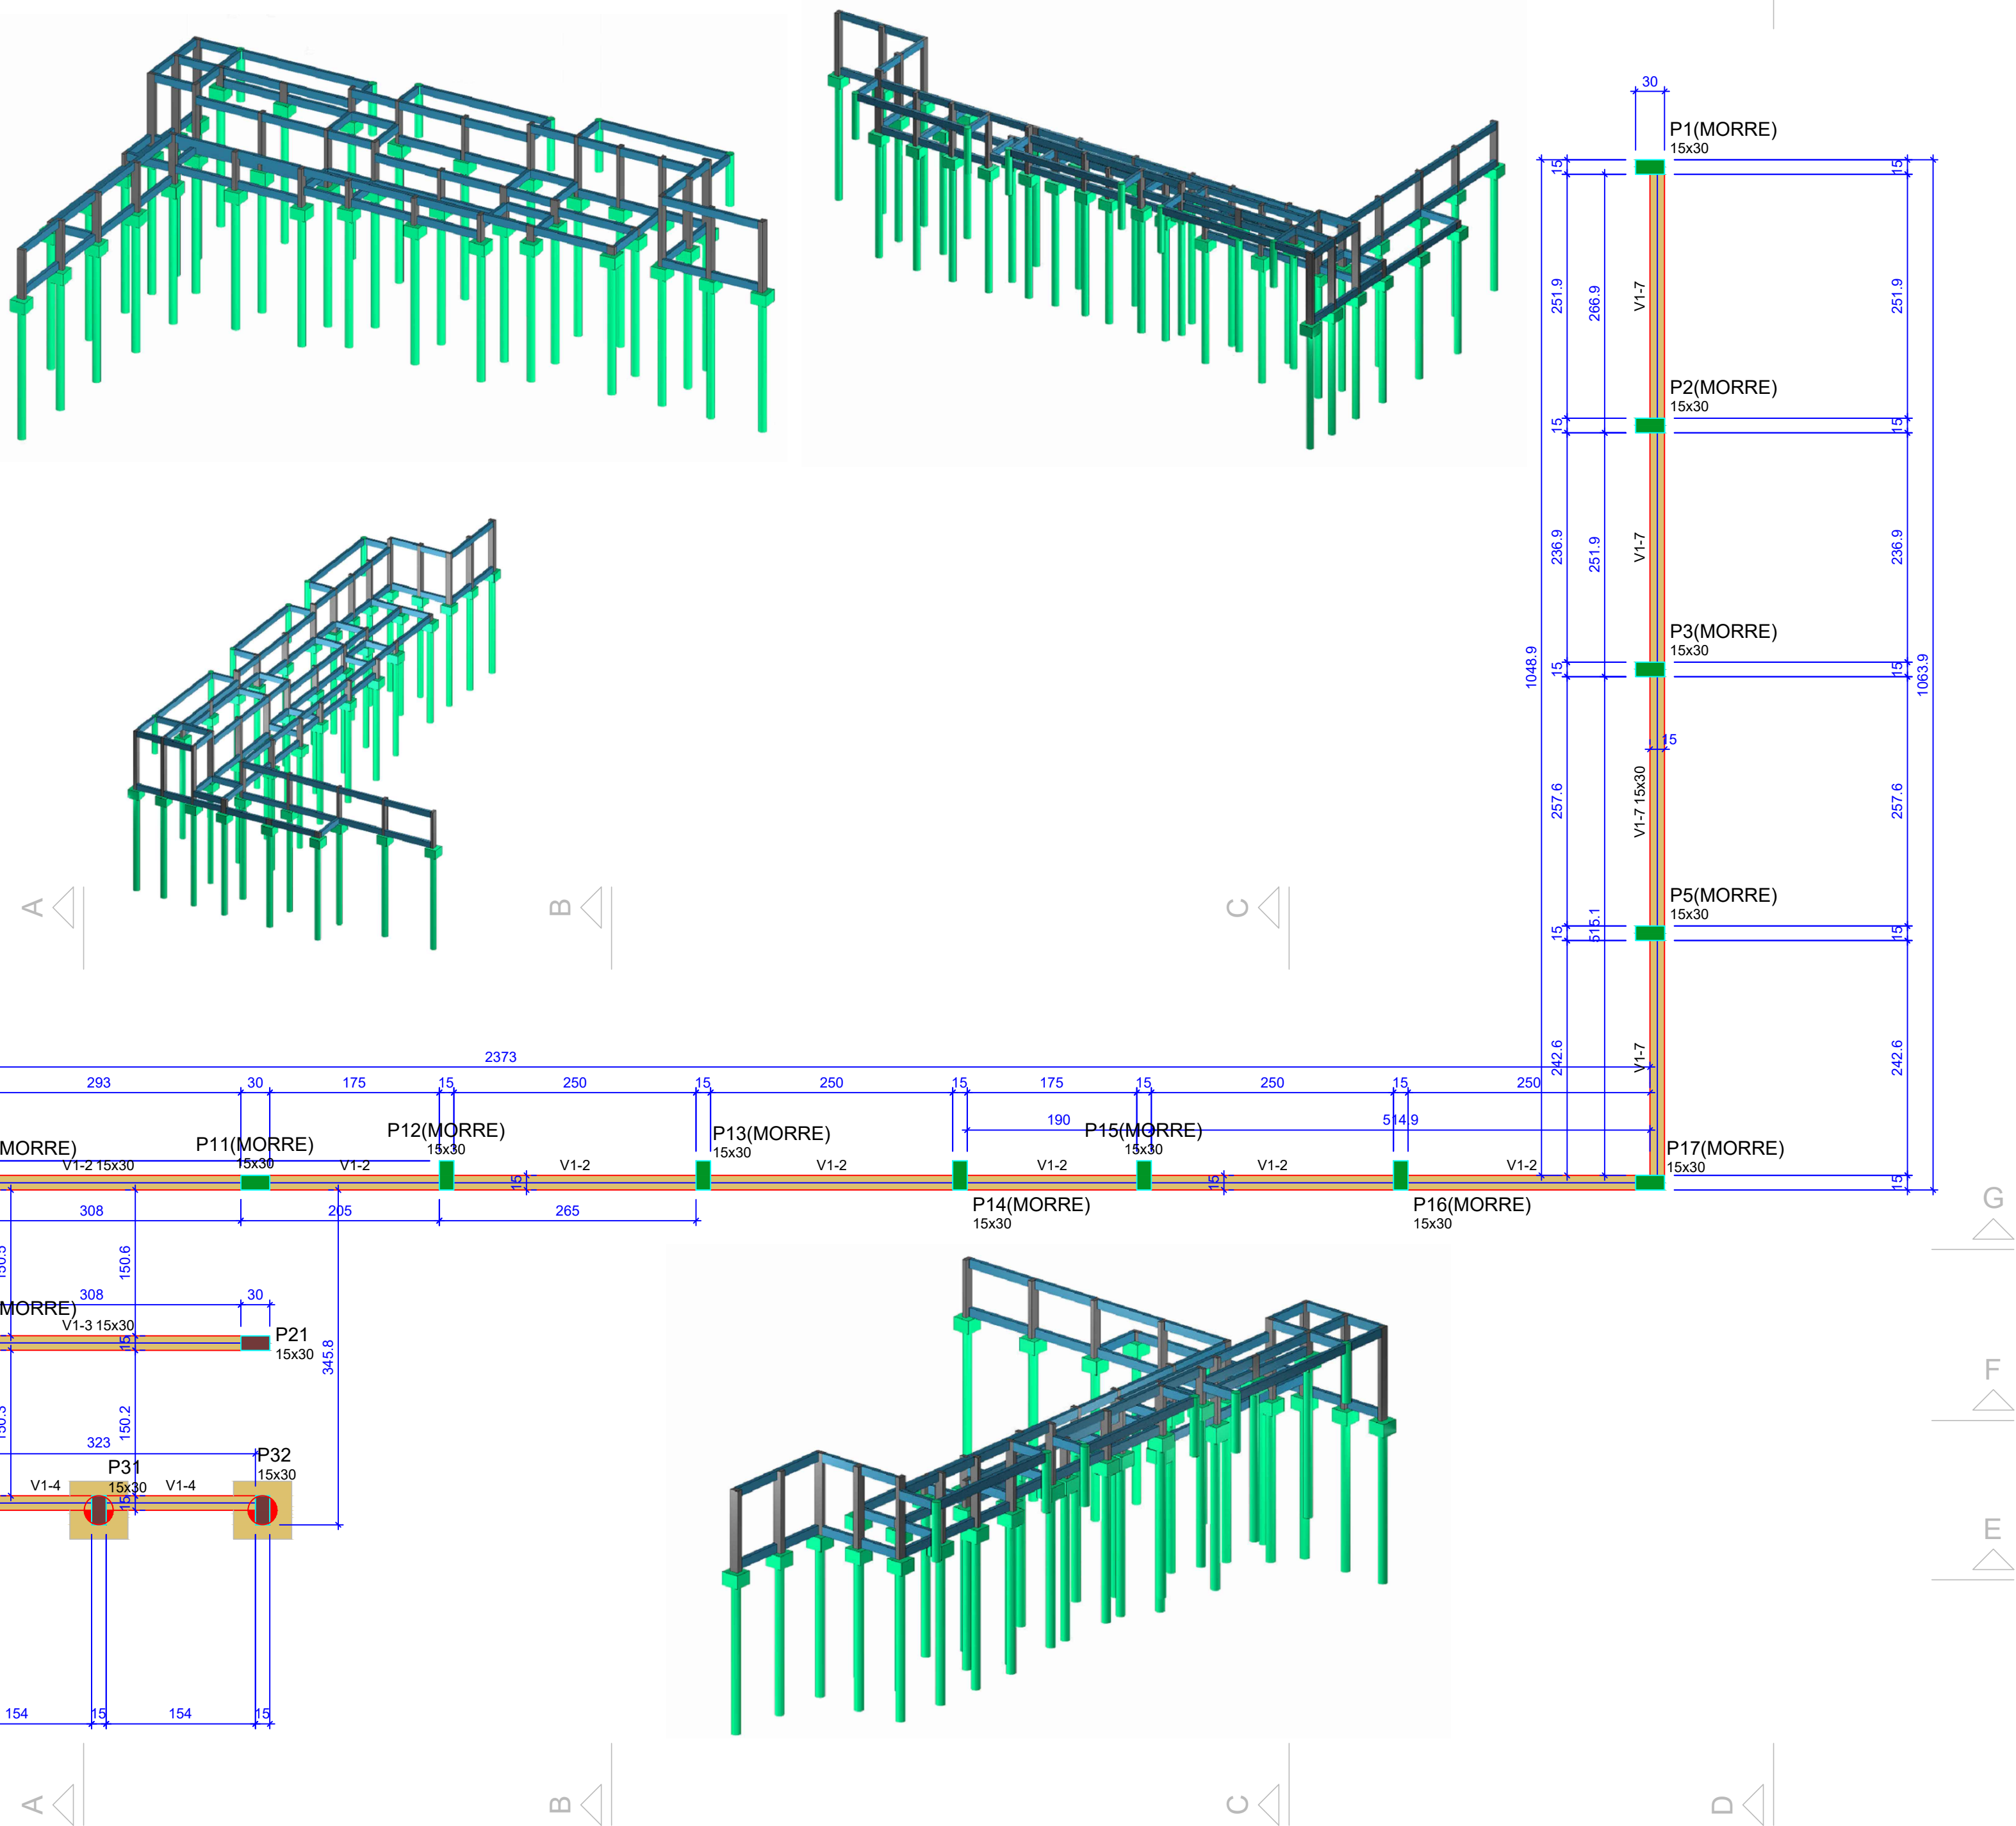 30
P1(MORRE)
15x30
15
15
251.9
266.9
V1-7
251.9
P2(MORRE)
15x30
15
15
236.9
251.9
V1-7
236.9
P3(MORRE)
15x30
15
15
1048.9
1063.9
15
257.6
V1-7 15x30
257.6
P5(MORRE)
15x30
15
515.1
15
A
B
C
242.6
V1-7
242.6
2373
293
30
175
15
250
15
250
15
175
15
250
15
250
190
514.9
MORRE)
P11(MORRE)
15x30
P12(MORRE)
15x30
P13(MORRE)
15x30
P15(MORRE)
15x30
P17(MORRE)
15x30
V1-2 15x30
V1-2
V1-2
V1-2
V1-2
V1-2
V1-2
15
15
15
P14(MORRE)
15x30
P16(MORRE)
15x30
308
205
265
G
150.6
308
30
MORRE)
V1-3 15x30
15
P21
15x30
345.8
F
150.3
150.2
323
P31
15x30
P32
15x30
V1-4
V1-4
15
E
154
15
154
15
A
B
C
D